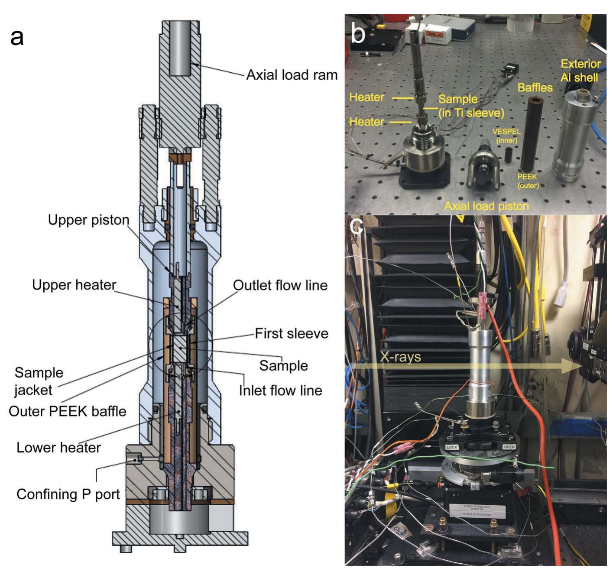 a
Axial load ram
Upper piston
Upper heater
Outlet flow line
First sleeve
Sample
Sample
jacket
Inlet flow line
Outer PEEK baffle
Lower heater
Confining P port
b
Heater
Heater
Sample
(in Ti sleeve)
VESPEL
(inner)
Baffles
PEEK
(outer)
Exterior
Al shell
Axial load piston
c
X-rays
LOCK